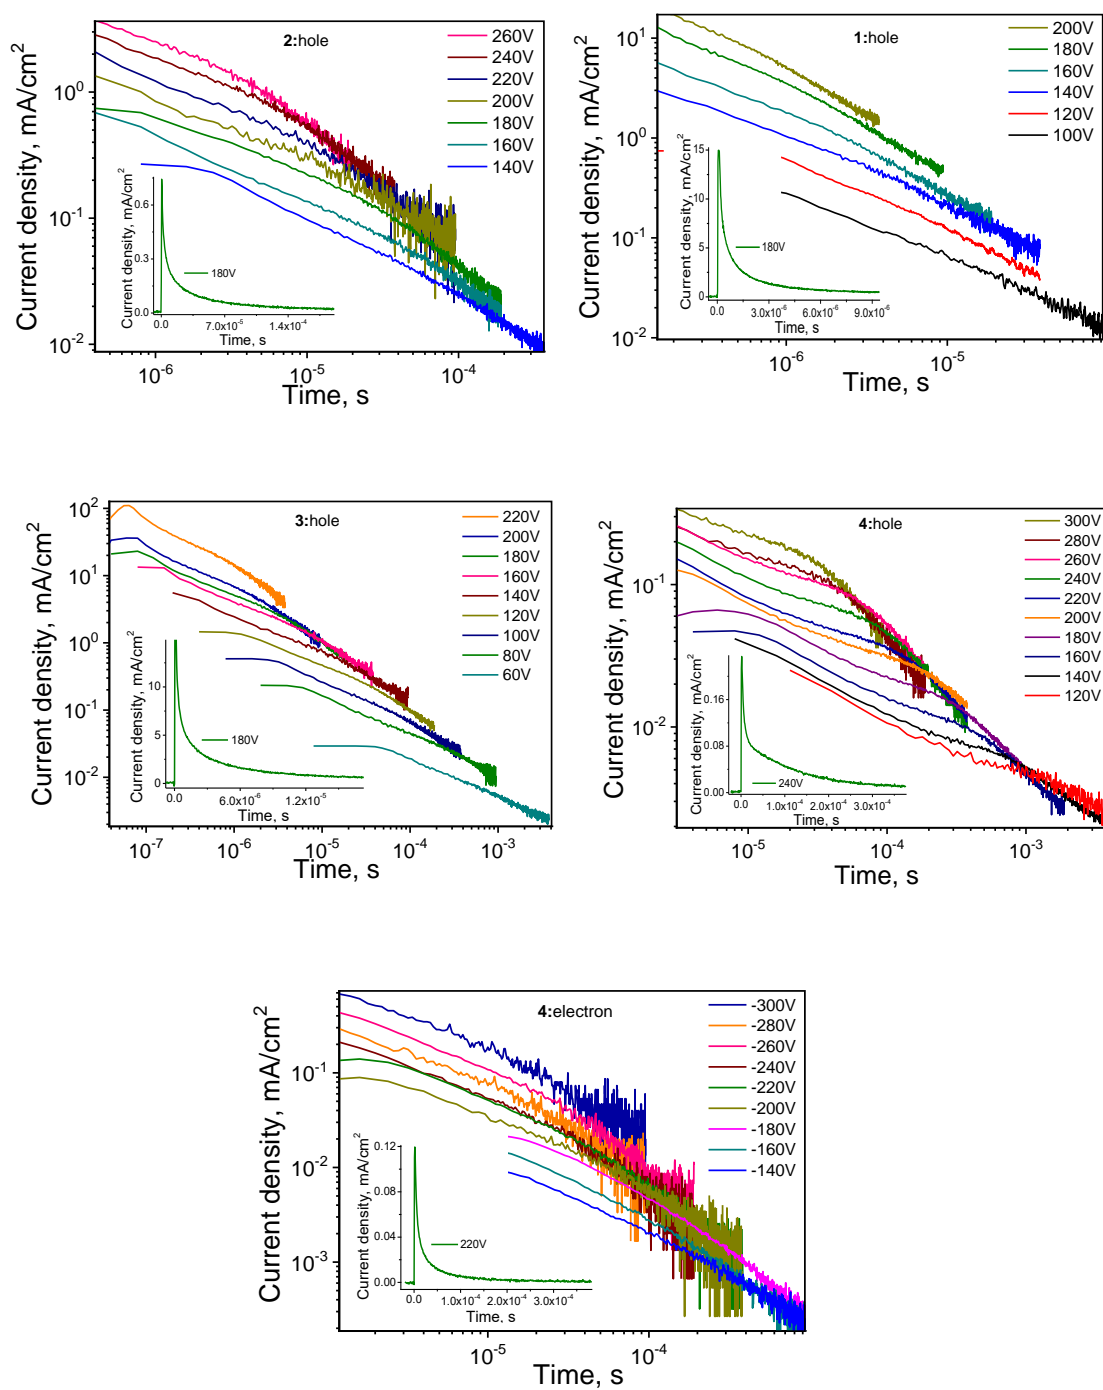 2:hole
260V
240V
220V
200V
180V
160V
140V
Current density, mA/cm²
10⁰
10⁻¹
10⁻²
10⁻⁶
10⁻⁵
10⁻⁴
Time, s
Current density, mA/cm²
0.6
0.3
0.0
180V
0.0
7.0x10⁻⁵
1.4x10⁻⁴
Time, s
1:hole
200V
180V
160V
140V
120V
100V
Current density, mA/cm²
10¹
10⁰
10⁻¹
10⁻²
10⁻⁶
10⁻⁵
Time, s
Current density, mA/cm²
15
10
5
0
180V
0.0
3.0x10⁻⁶
6.0x10⁻⁶
9.0x10⁻⁶
Time, s
3:hole
220V
200V
180V
160V
140V
120V
100V
80V
60V
Current density, mA/cm²
10²
10¹
10⁰
10⁻¹
10⁻²
10⁻⁷
10⁻⁶
10⁻⁵
10⁻⁴
10⁻³
Time, s
Current density, mA/cm²
10
5
0
180V
0.0
6.0x10⁻⁶
1.2x10⁻⁵
Time, s
4:hole
300V
280V
260V
240V
220V
200V
180V
160V
140V
120V
Current density, mA/cm²
10⁻¹
10⁻²
10⁻⁵
10⁻⁴
10⁻³
Time, s
Current density, mA/cm²
0.16
0.08
0.00
240V
0.0
1.0x10⁻⁴
2.0x10⁻⁴
3.0x10⁻⁴
Time, s
4:electron
-300V
-280V
-260V
-240V
-220V
-200V
-180V
-160V
-140V
Current density, mA/cm²
10⁻¹
10⁻²
10⁻³
10⁻⁵
10⁻⁴
Time, s
Current density, mA/cm²
0.12
0.08
0.04
0.00
220V
0.0
1.0x10⁻⁴
2.0x10⁻⁴
3.0x10⁻⁴
Time, s